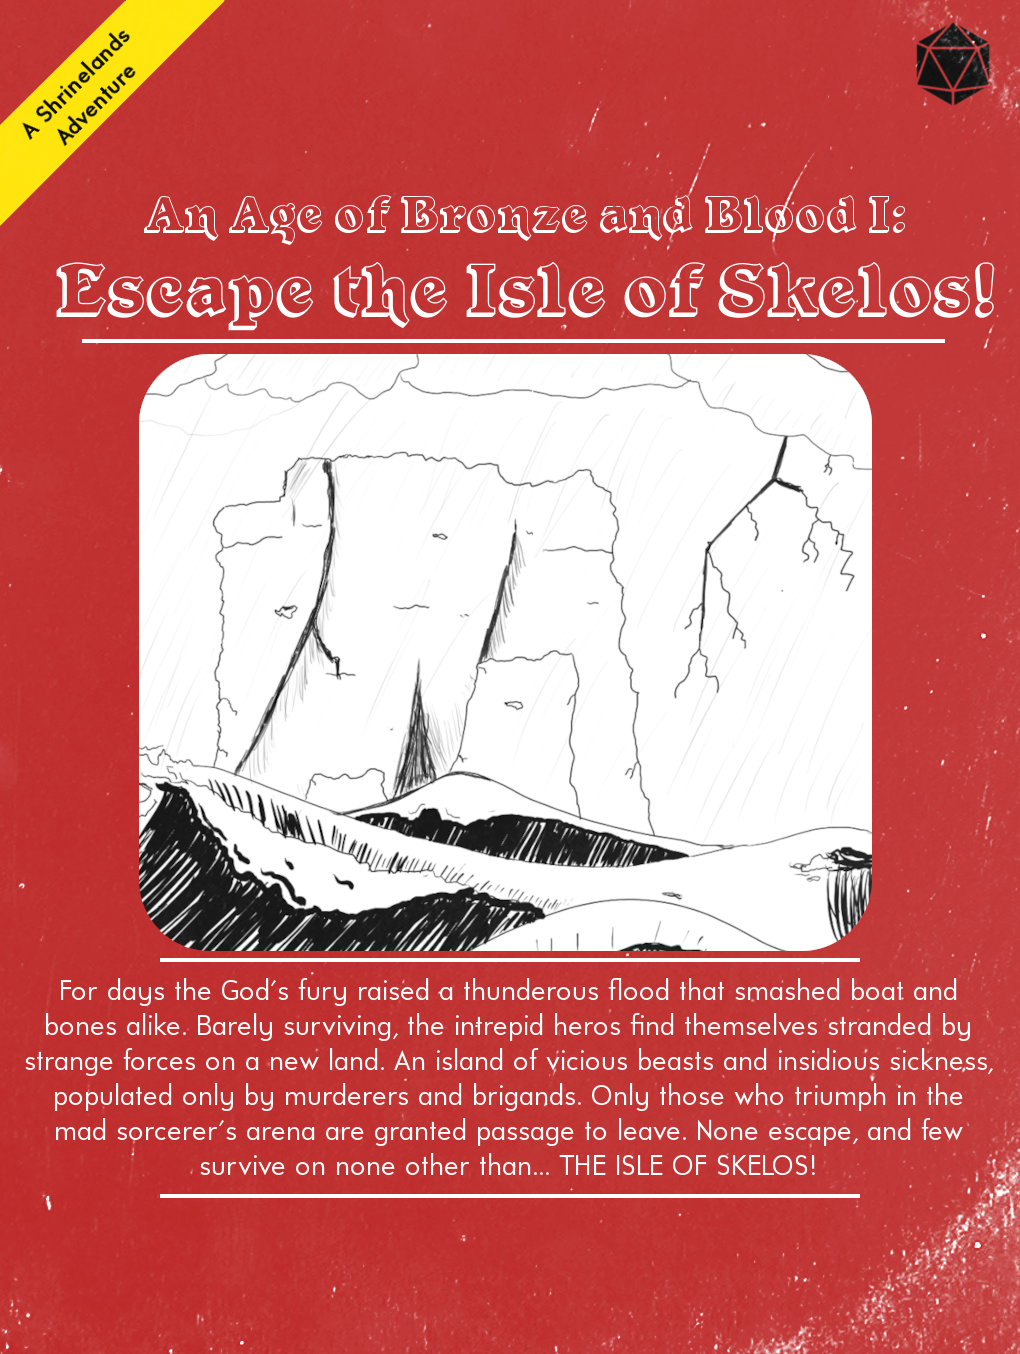 A Shrinelands
Adventure
An Age of Bronze and Blood I:
Escape the Isle of Skelos!
For days the God's fury raised a thunderous flood that smashed boat and
bones alike. Barely surviving, the intrepid heros find themselves stranded by
strange forces on a new land. An island of vicious beasts and insidious sickness,
populated only by murderers and brigands. Only those who triumph in the
mad sorcerer's arena are granted passage to leave. None escape, and few
survive on none other than... THE ISLE OF SKELOS!